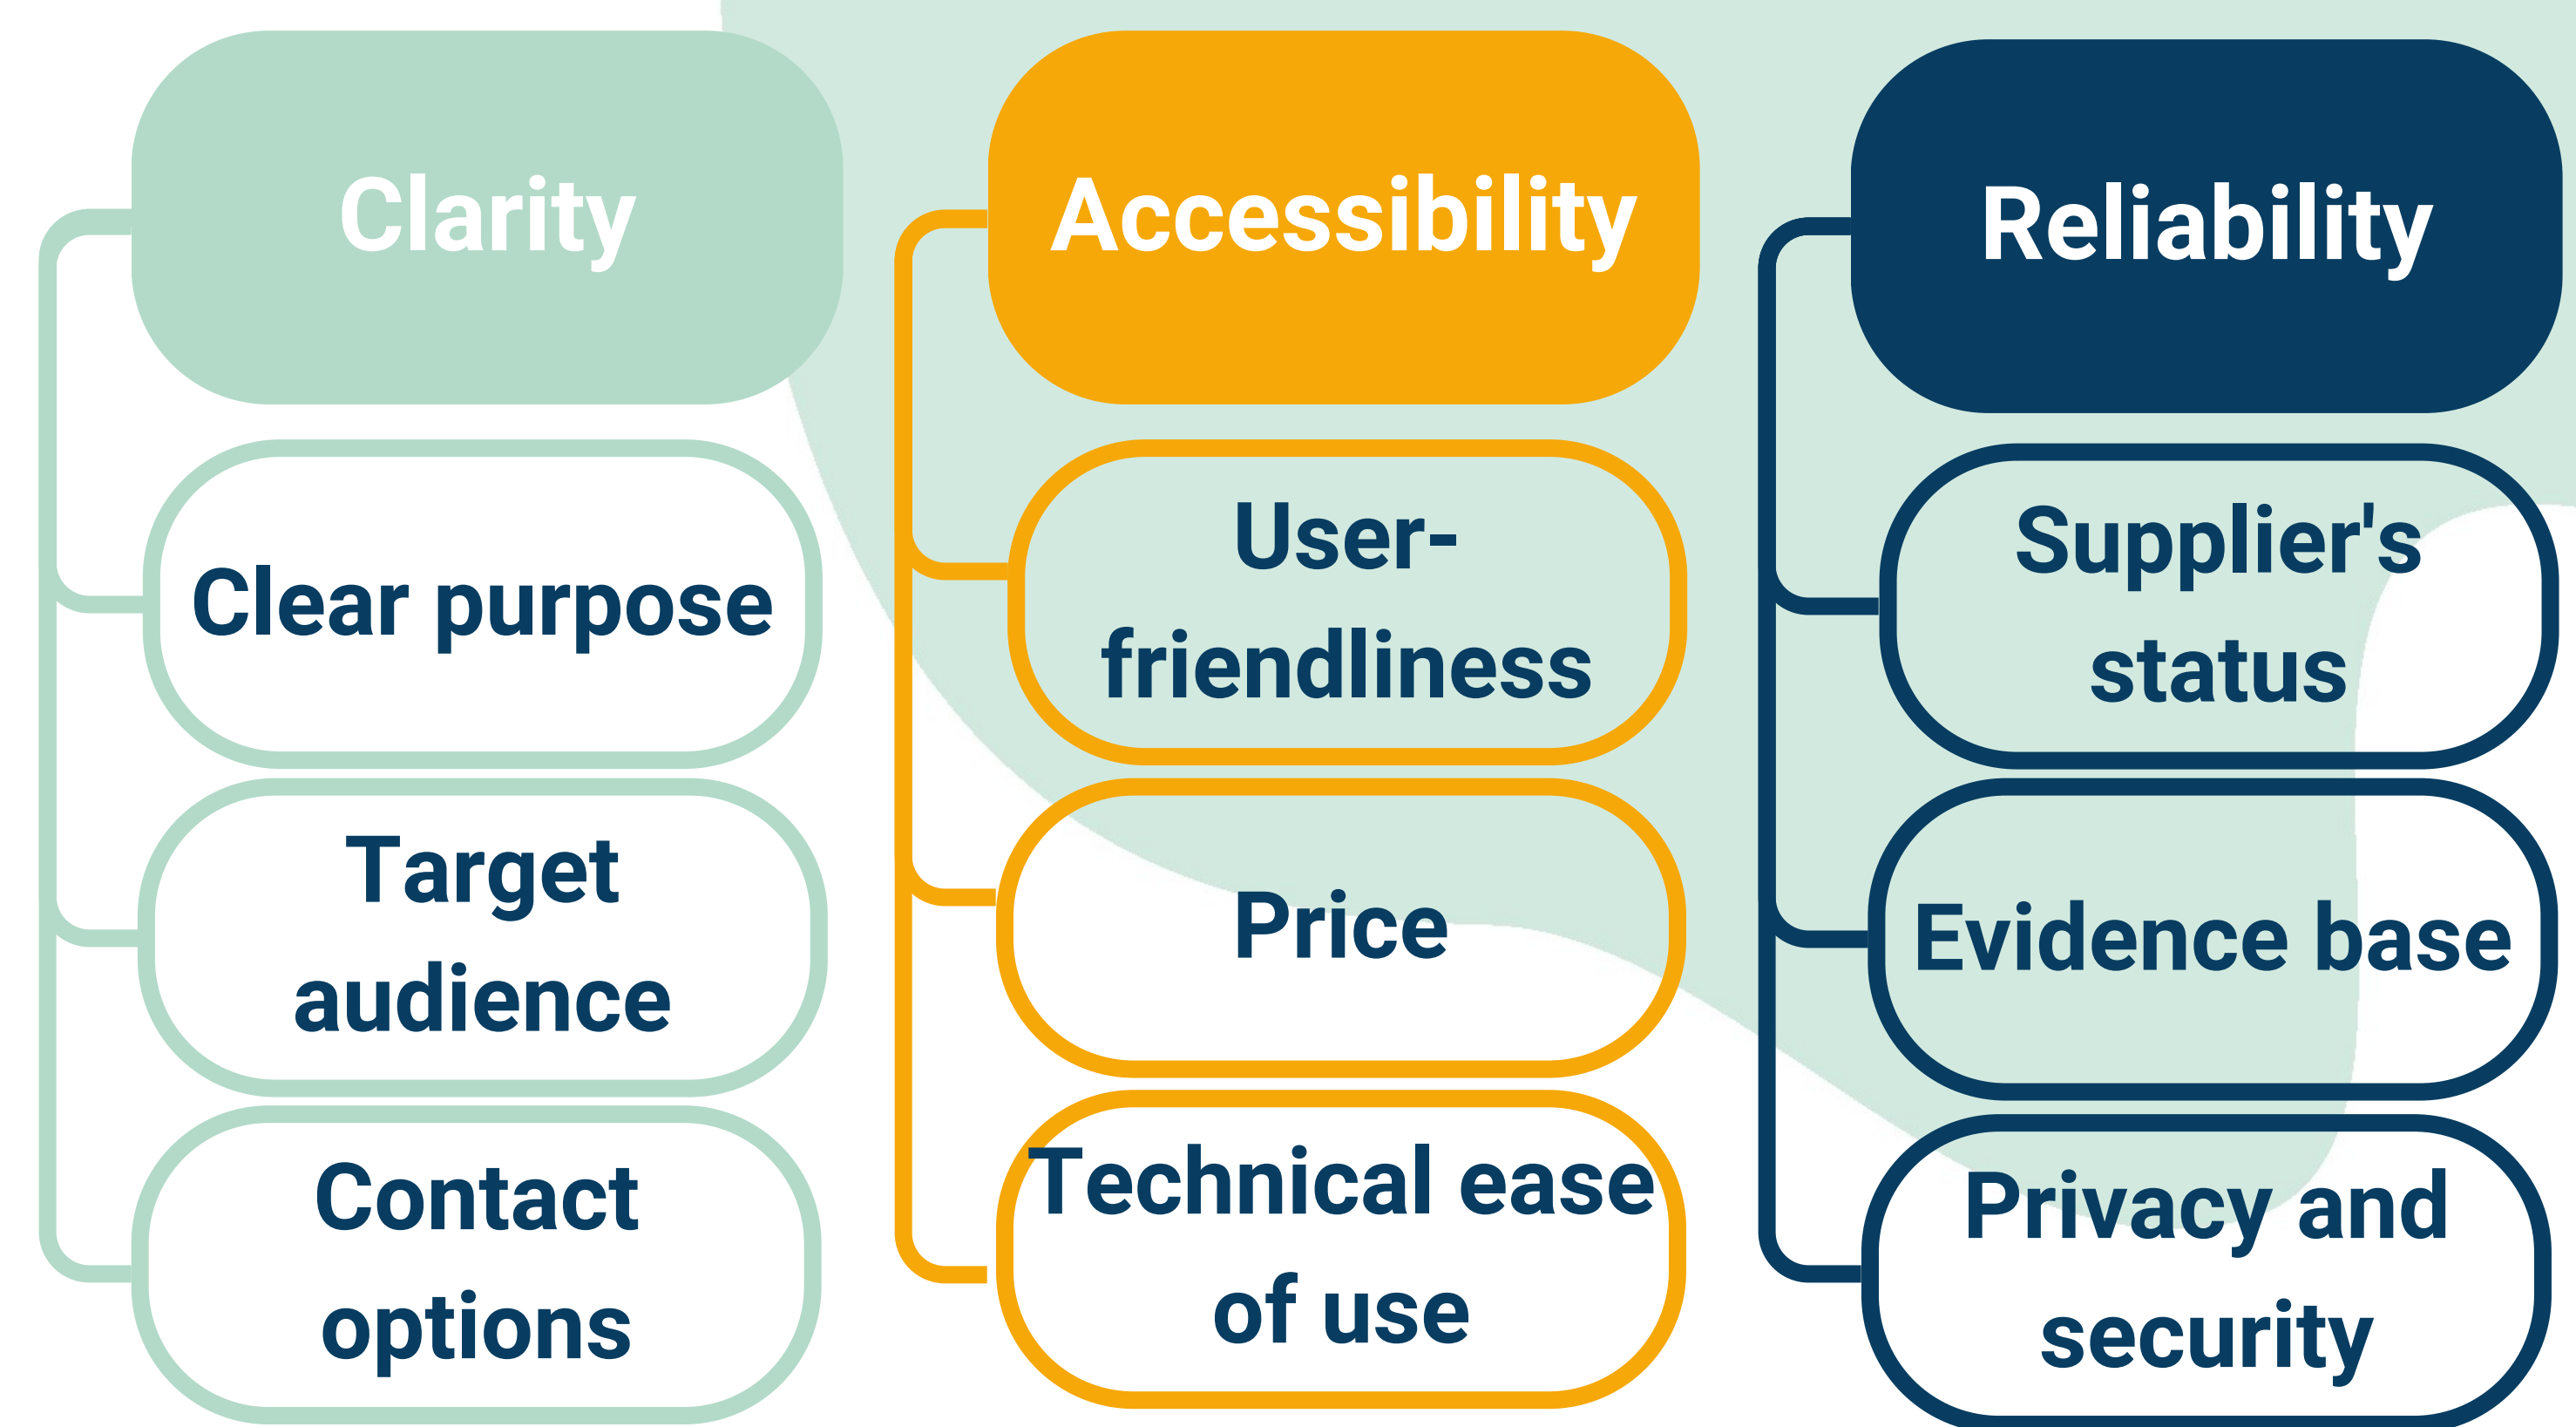 Clarity
Clear purpose
Target
audience
Contact
options
Accessibility
User-
friendliness
Price
Technical ease
of use
Reliability
Supplier's
status
Evidence base
Privacy and
security